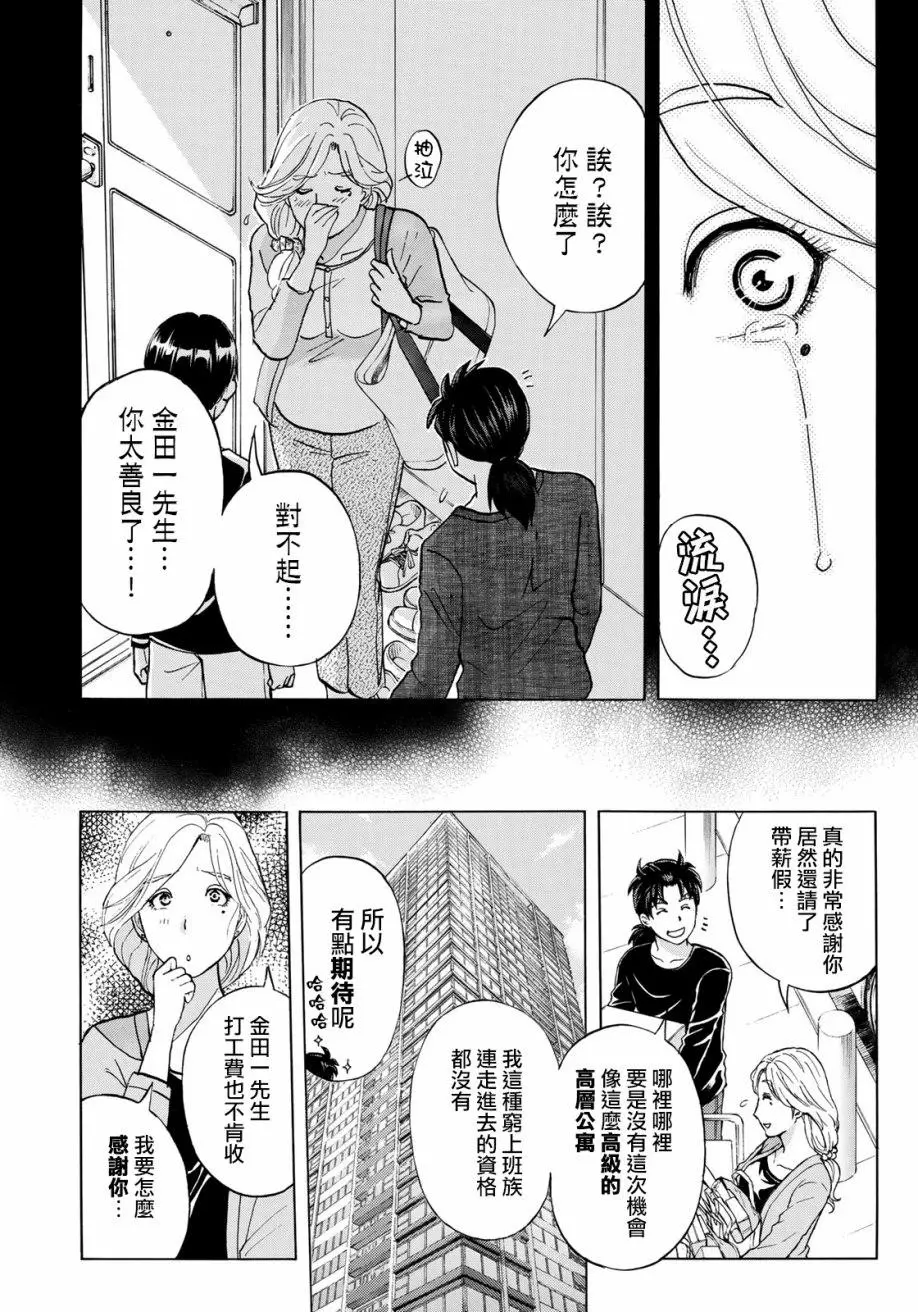 流淚…
誒？誒？
你怎麼了
抽泣
對不起……
金田一先生…
你太善良了…！
真的非常感謝你
居然還請了
帶薪假…
哪裡哪裡
要是沒有這次機會
像這麼高級的
高層公寓
我這種窮上班族
連走進去的資格
都沒有
所以
有點期待呢
哈哈哈
金田一先生
打工費也不肯收
我要怎麼
感謝你…